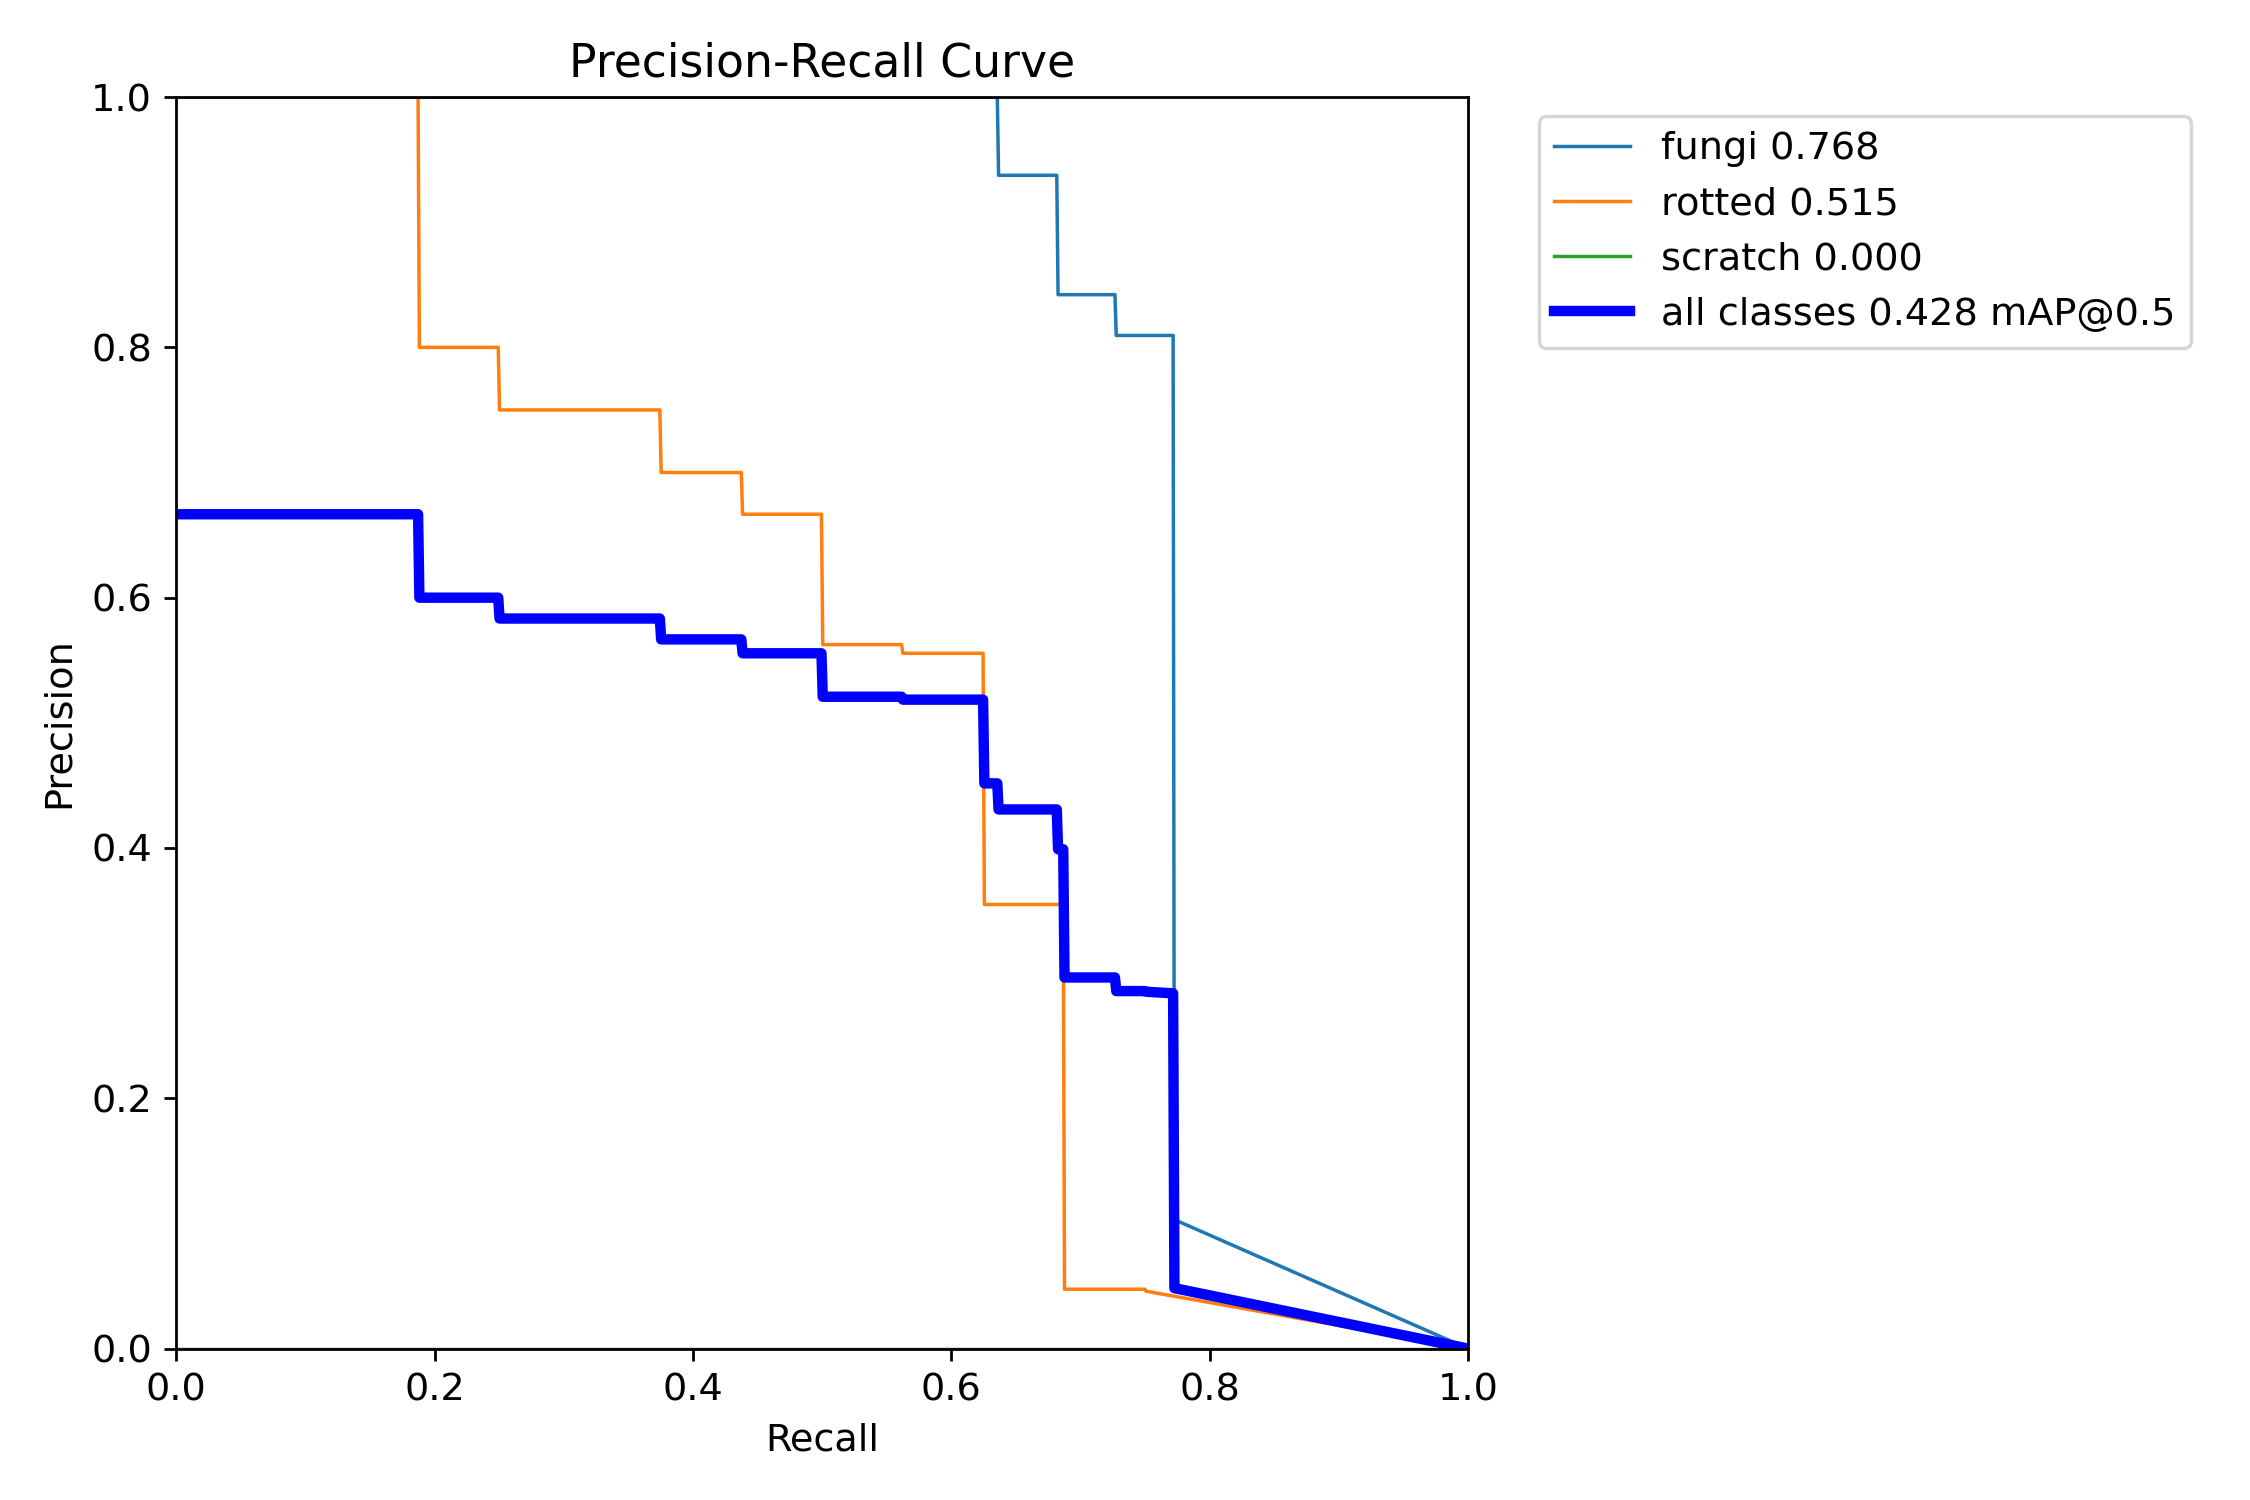 Precision-Recall Curve
1.0
0.8
0.6
0.4
0.2
0.0
Precision
0.0 0.2 0.4 0.6 0.8 1.0
Recall
fungi 0.768
rotted 0.515
scratch 0.000
all classes 0.428 mAP@0.5